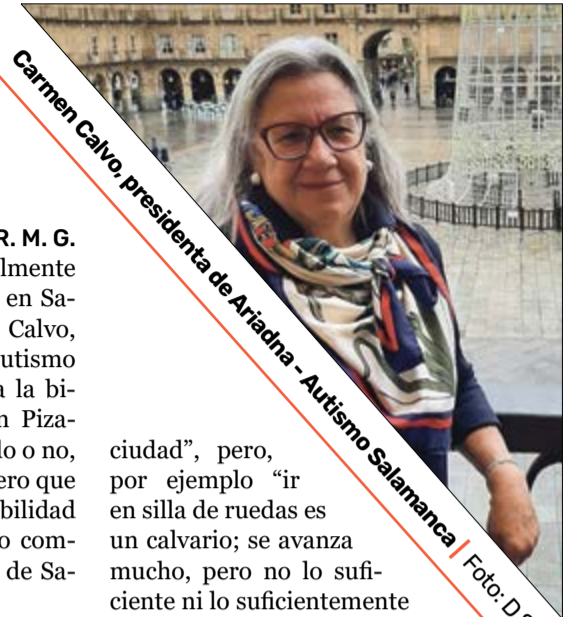 Carmen Calvo, presidenta de Ariadna - Autismo Salamanca | Foto: D.S.
R. M. G.
lmente
en Sa-
Calvo,
utismo
a la bi-
n Piza-
lo o no,
ero que
bilidad
o com-
de Sa-
ciudad”, pero,
por ejemplo “ir
en silla de ruedas es
un calvario; se avanza
mucho, pero no lo sufi-
ciente ni lo suficientemente